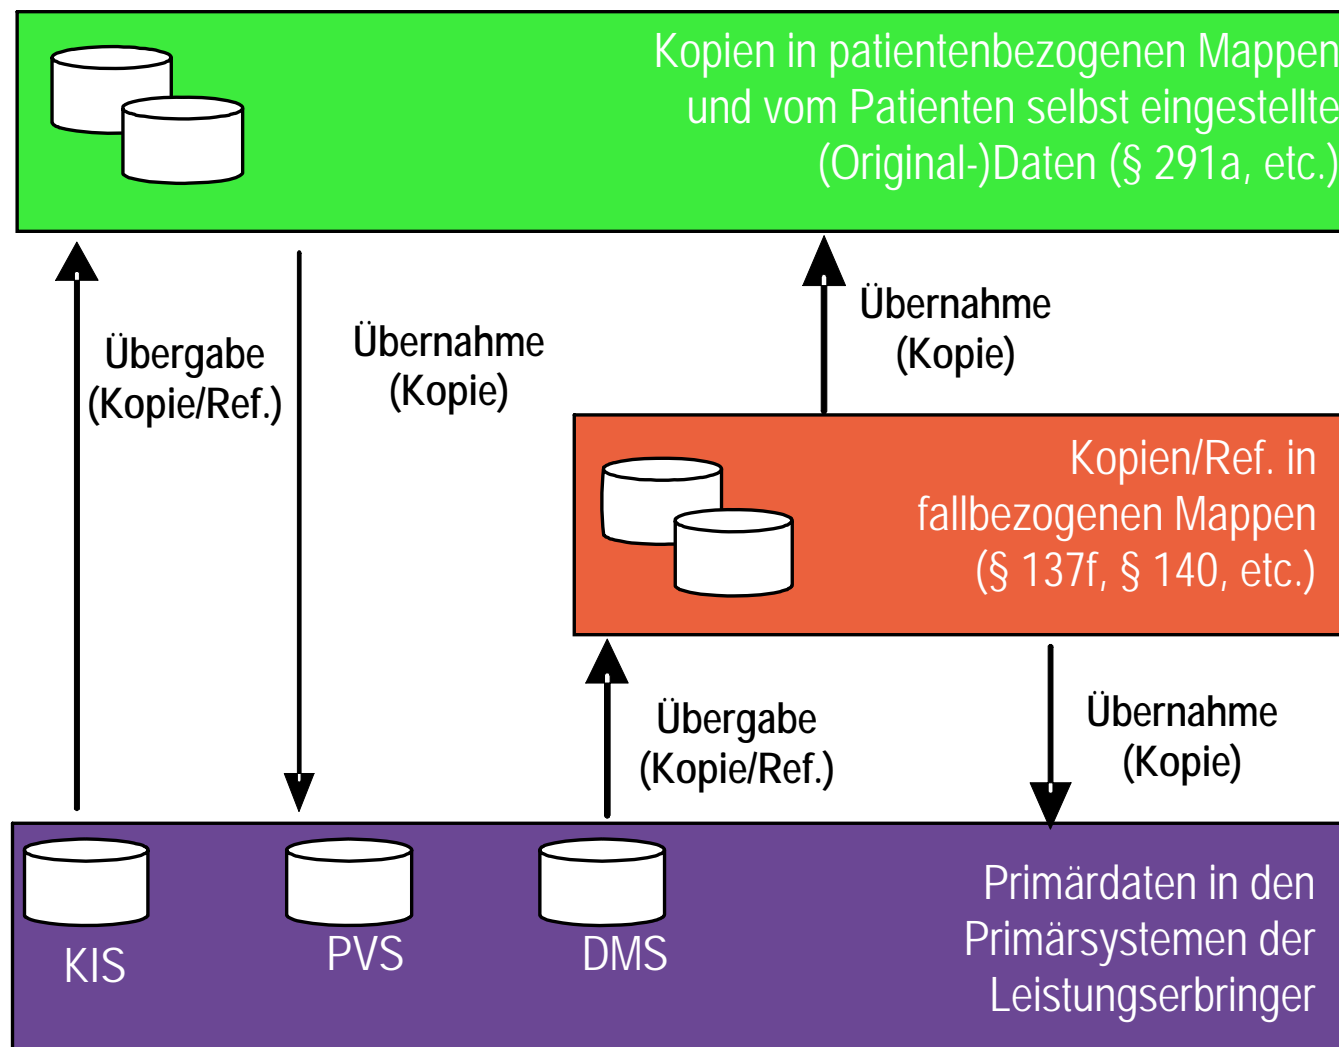 Kopien in patientenbezogenen Mappen
und vom Patienten selbst eingestellte
(Original-)Daten (§ 291a, etc.)
Übergabe
(Kopie/Ref.)
Übernahme
(Kopie)
Übernahme
(Kopie)
Kopien/Ref. in
fallbezogenen Mappen
(§ 137f, § 140, etc.)
Übergabe
(Kopie/Ref.)
Übernahme
(Kopie)
KIS
PVS
DMS
Primärdaten in den
Primärsystemen der
Leistungserbringer